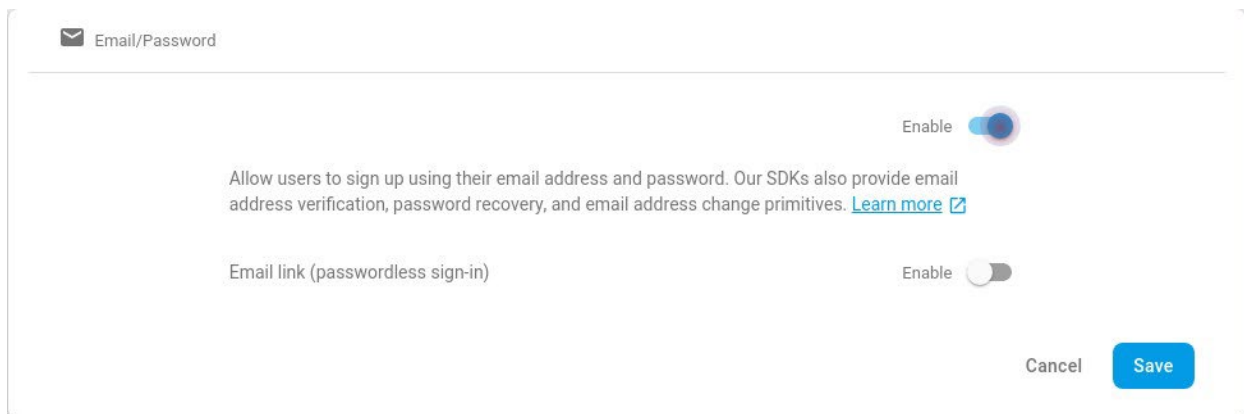 Email/Password
Enable
Allow users to sign up using their email address and password. Our SDKs also provide email
address verification, password recovery, and email address change primitives. Learn more
Email link (passwordless sign-in) Enable
Cancel Save